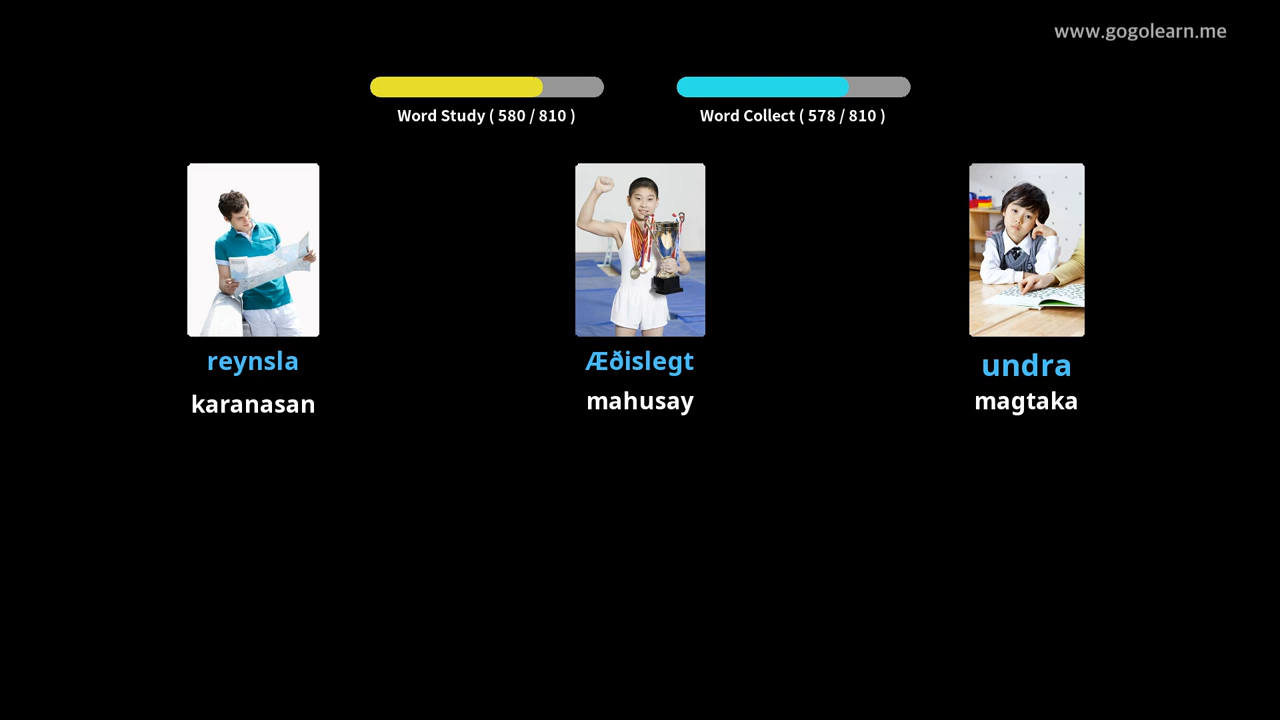 www.gogolearn.me
Word Study ( 580 / 810 )
Word Collect ( 578 / 810 )
reynsla
karanasan
Æðislegt
mahusay
undra
magtaka